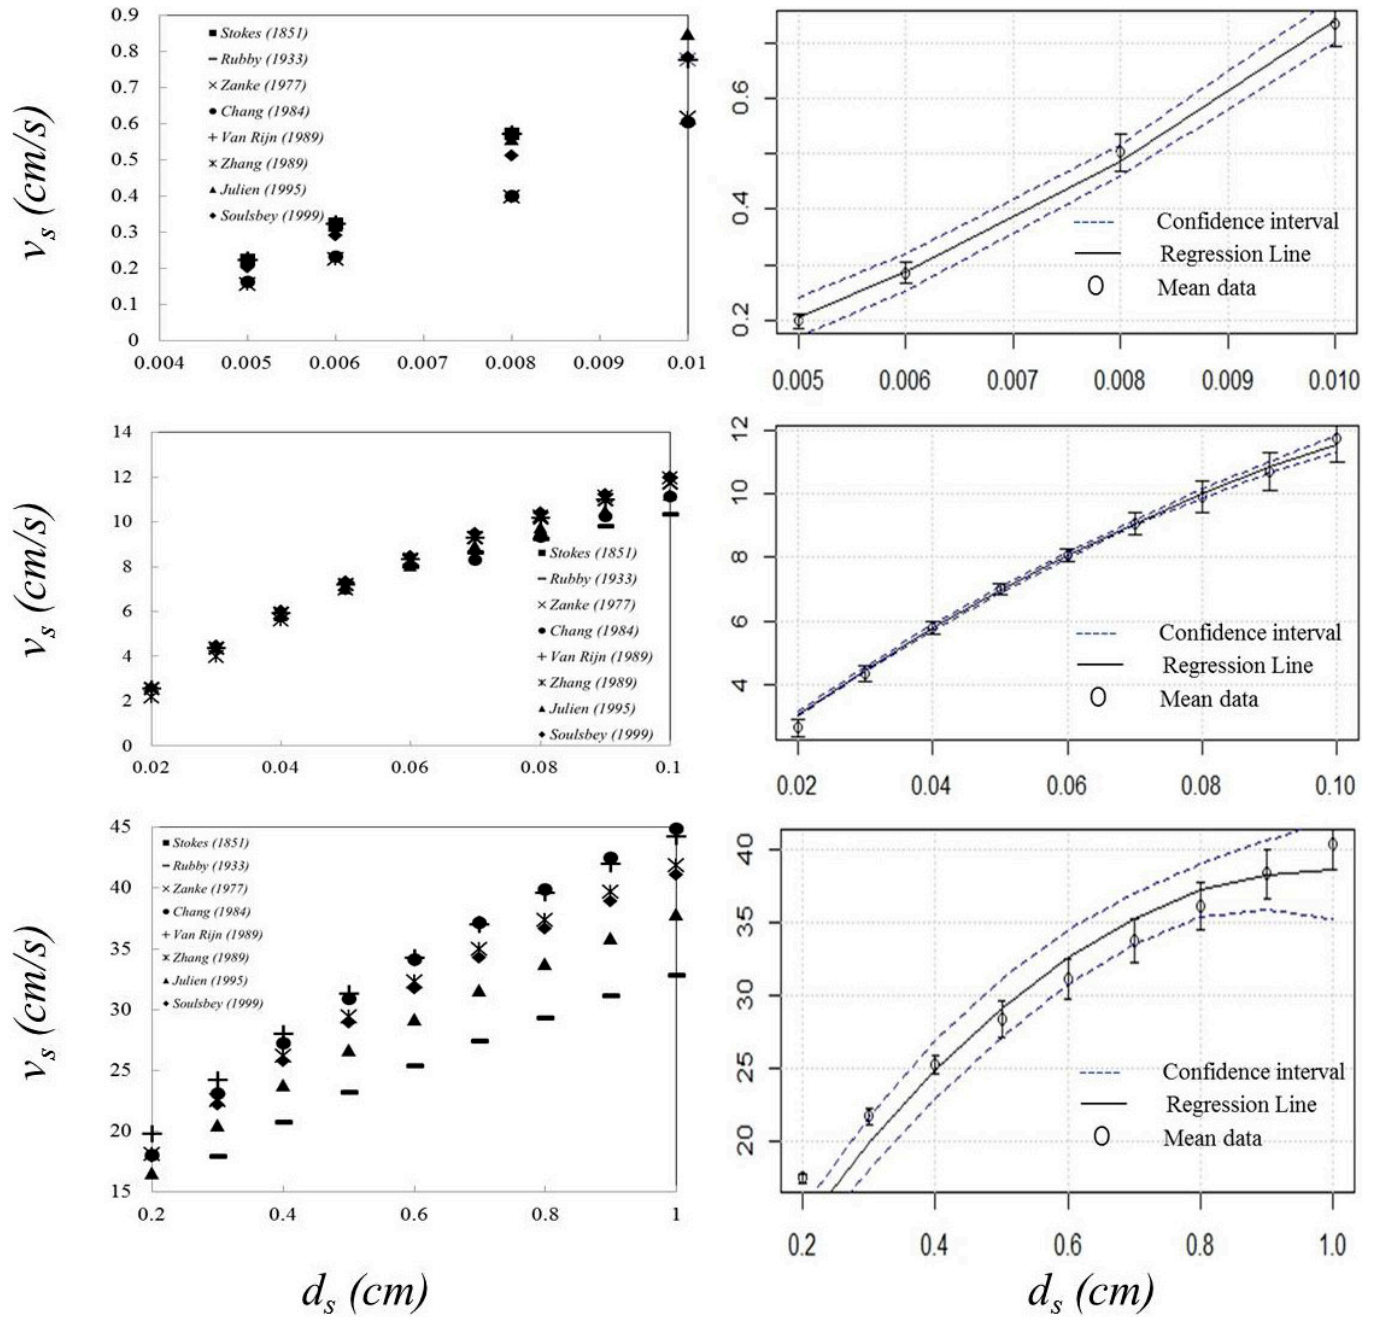 0.9
0.8
0.7
0.6
0.5
0.4
0.3
0.2
0.1
0
0.004 0.005 0.006 0.007 0.008 0.009 0.01
v_s (cm/s)
Stokes (1851)
Rubby (1933)
Zanke (1977)
Chang (1984)
Van Rijn (1989)
Zhang (1989)
Julien (1995)
Soulsbey (1999)
0.6
0.4
0.2
0.005 0.006 0.007 0.008 0.009 0.010
Confidence interval
Regression Line
Mean data
14
12
10
8
6
4
2
0
0.02 0.04 0.06 0.08 0.1
v_s (cm/s)
Stokes (1851)
Rubby (1933)
Zanke (1977)
Chang (1984)
Van Rijn (1989)
Zhang (1989)
Julien (1995)
Soulsbey (1999)
12
10
8
6
4
0.02 0.04 0.06 0.08 0.10
Confidence interval
Regression Line
Mean data
45
40
35
30
25
20
15
0.2 0.4 0.6 0.8 1
v_s (cm/s)
Stokes (1851)
Rubby (1933)
Zanke (1977)
Chang (1984)
Van Rijn (1989)
Zhang (1989)
Julien (1995)
Soulsbey (1999)
40
35
30
25
20
0.2 0.4 0.6 0.8 1.0
Confidence interval
Regression Line
Mean data
d_s (cm)
d_s (cm)